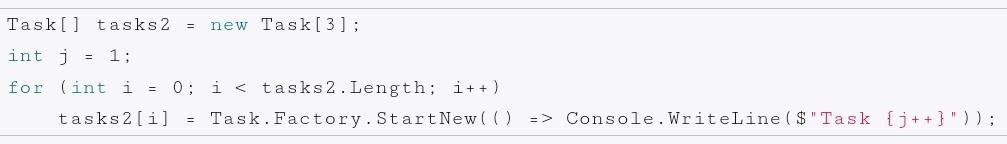 Task[] tasks2 = new Task[3];
int j = 1;
for (int i = 0; i < tasks2.Length; i++)
    tasks2[i] = Task.Factory.StartNew(() => Console.WriteLine($"Task {j++}"));